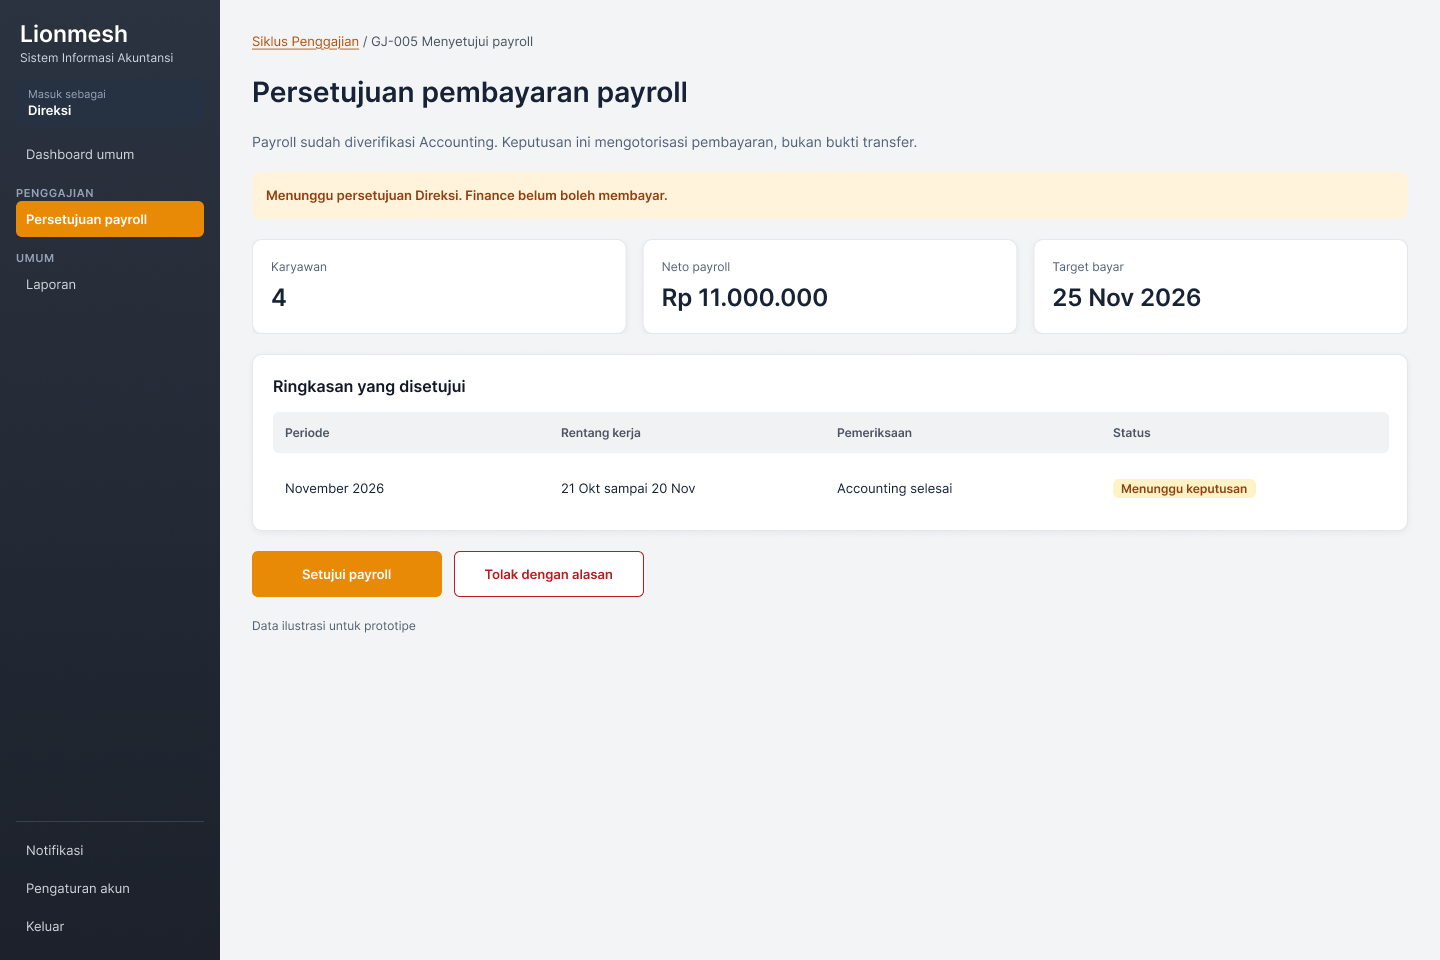 Lionmesh
Sistem Informasi Akuntansi
Masuk sebagai
Direksi
Dashboard umum
PENGGAJIAN
Persetujuan payroll
UMUM
Laporan
Notifikasi
Pengaturan akun
Keluar
Siklus Penggajian / GJ-005 Menyetujui payroll
Persetujuan pembayaran payroll
Payroll sudah diverifikasi Accounting. Keputusan ini mengotorisasi pembayaran, bukan bukti transfer.
Menunggu persetujuan Direksi. Finance belum boleh membayar.
Karyawan
4
Neto payroll
Rp 11.000.000
Target bayar
25 Nov 2026
Ringkasan yang disetujui
Periode Rentang kerja Pemeriksaan Status
November 2026 21 Okt sampai 20 Nov Accounting selesai Menunggu keputusan
Setujui payroll Tolak dengan alasan
Data ilustrasi untuk prototipe